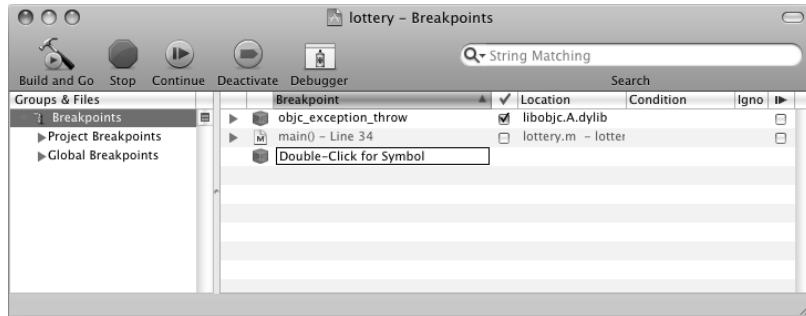 lottery – Breakpoints
String Matching
Build and Go Stop Continue Deactivate Debugger Search
Groups & Files Breakpoint Location Condition Igno
Breakpoints objc_exception_throw libobjc.A.dylib
Project Breakpoints M main() – Line 34 lottery.m – lotter
Global Breakpoints Double-Click for Symbol